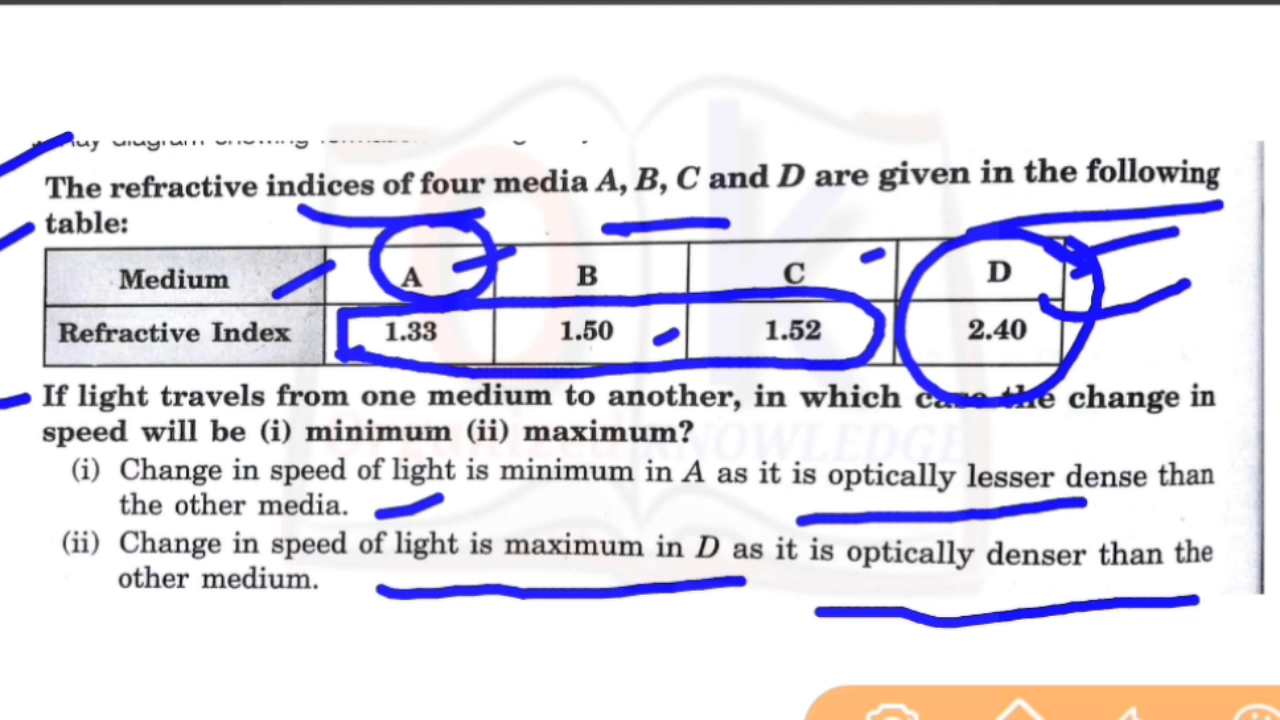 The refractive indices of four media A, B, C and D are given in the following
table:
Medium A B C D
Refractive Index 1.33 1.50 1.52 2.40
If light travels from one medium to another, in which case the change in
speed will be (i) minimum (ii) maximum?
(i) Change in speed of light is minimum in A as it is optically lesser dense than
the other media.
(ii) Change in speed of light is maximum in D as it is optically denser than the
other medium.
KNOWLEDGE